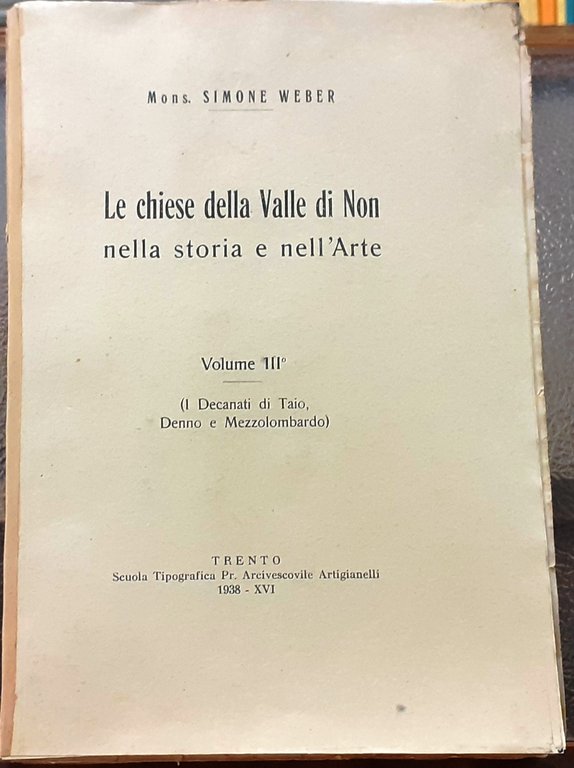 Mons. SIMONE WEBER
Le chiese della Valle di Non
nella storia e nell'Arte
Volume IIIº
(I Decanati di Taio,
Denno e Mezzolombardo)
TRENTO
Scuola Tipografica Pr. Arcivescovile Artigianelli
1938 - XVI